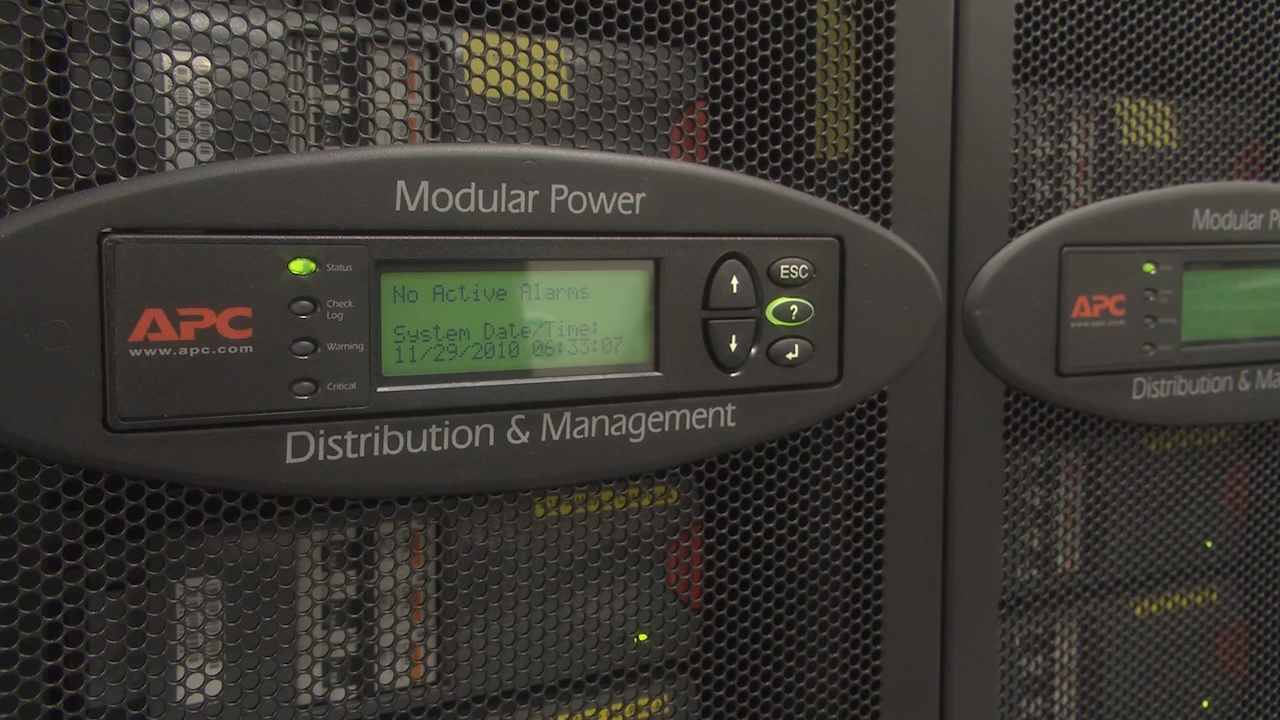 Modular Power
APC
www.apc.com
Status
Check
Log
Warning
Critical
No Active Alarms
System Date/Time:
11/29/2010 06:33:07
ESC
?
Distribution & Management
Modular
APC
Distribution &